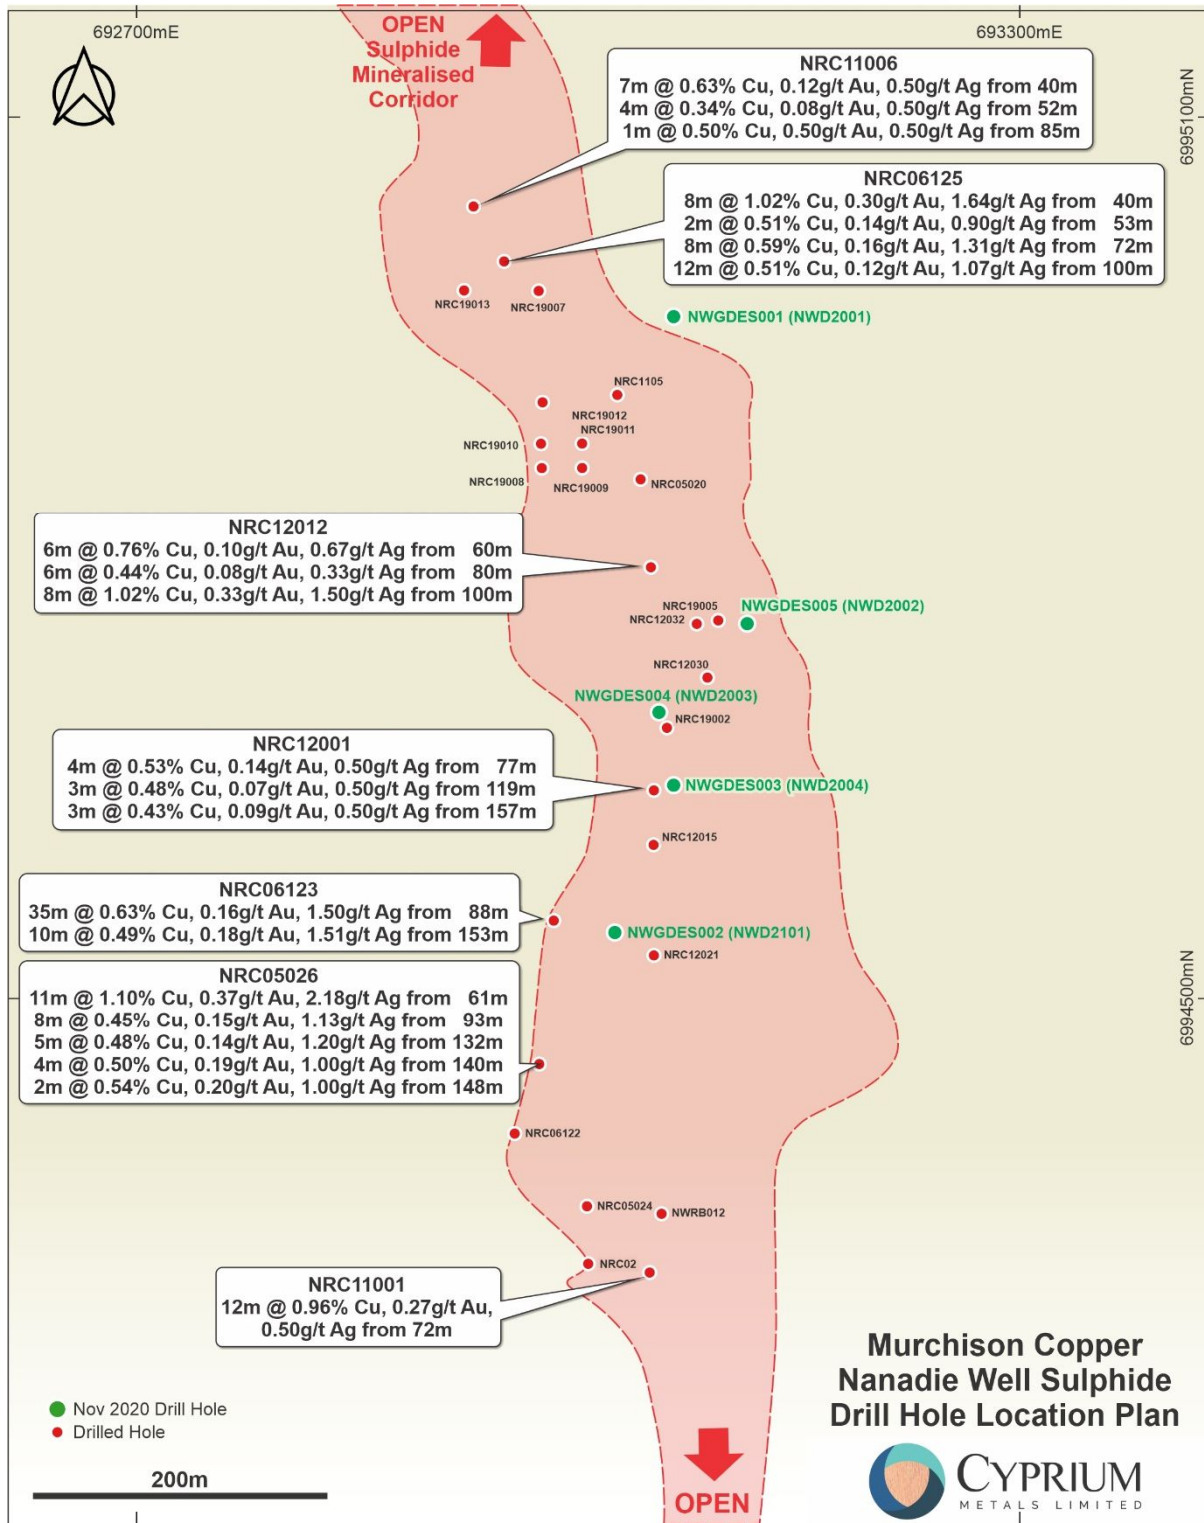 692700mE
693300mE
OPEN
Sulphide
Mineralised
Corridor
6995100mN
NRC11006
7m @ 0.63% Cu, 0.12g/t Au, 0.50g/t Ag from 40m
4m @ 0.34% Cu, 0.08g/t Au, 0.50g/t Ag from 52m
1m @ 0.50% Cu, 0.50g/t Au, 0.50g/t Ag from 85m
NRC06125
8m @ 1.02% Cu, 0.30g/t Au, 1.64g/t Ag from 40m
2m @ 0.51% Cu, 0.14g/t Au, 0.90g/t Ag from 53m
8m @ 0.59% Cu, 0.16g/t Au, 1.31g/t Ag from 72m
12m @ 0.51% Cu, 0.12g/t Au, 1.07g/t Ag from 100m
NRC19013
NRC19007
NWGDES001 (NWD2001)
NRC1105
NRC19012
NRC19011
NRC19010
NRC19008
NRC19009
NRC05020
NRC12012
6m @ 0.76% Cu, 0.10g/t Au, 0.67g/t Ag from 60m
6m @ 0.44% Cu, 0.08g/t Au, 0.33g/t Ag from 80m
8m @ 1.02% Cu, 0.33g/t Au, 1.50g/t Ag from 100m
NRC19005
NRC12032
NWGDES005 (NWD2002)
NRC12030
NWGDES004 (NWD2003)
NRC19002
NRC12001
4m @ 0.53% Cu, 0.14g/t Au, 0.50g/t Ag from 77m
3m @ 0.48% Cu, 0.07g/t Au, 0.50g/t Ag from 119m
3m @ 0.43% Cu, 0.09g/t Au, 0.50g/t Ag from 157m
NWGDES003 (NWD2004)
NRC12015
NRC06123
35m @ 0.63% Cu, 0.16g/t Au, 1.50g/t Ag from 88m
10m @ 0.49% Cu, 0.18g/t Au, 1.51g/t Ag from 153m
NWGDES002 (NWD2101)
NRC12021
6994500mN
NRC05026
11m @ 1.10% Cu, 0.37g/t Au, 2.18g/t Ag from 61m
8m @ 0.45% Cu, 0.15g/t Au, 1.13g/t Ag from 93m
5m @ 0.48% Cu, 0.14g/t Au, 1.20g/t Ag from 132m
4m @ 0.50% Cu, 0.19g/t Au, 1.00g/t Ag from 140m
2m @ 0.54% Cu, 0.20g/t Au, 1.00g/t Ag from 148m
NRC06122
NRC05024
NWRB012
NRC02
NRC11001
12m @ 0.96% Cu, 0.27g/t Au,
0.50g/t Ag from 72m
Murchison Copper
Nanadie Well Sulphide
Drill Hole Location Plan
Nov 2020 Drill Hole
Drilled Hole
200m
OPEN
CYPRIUM
METALS LIMITED